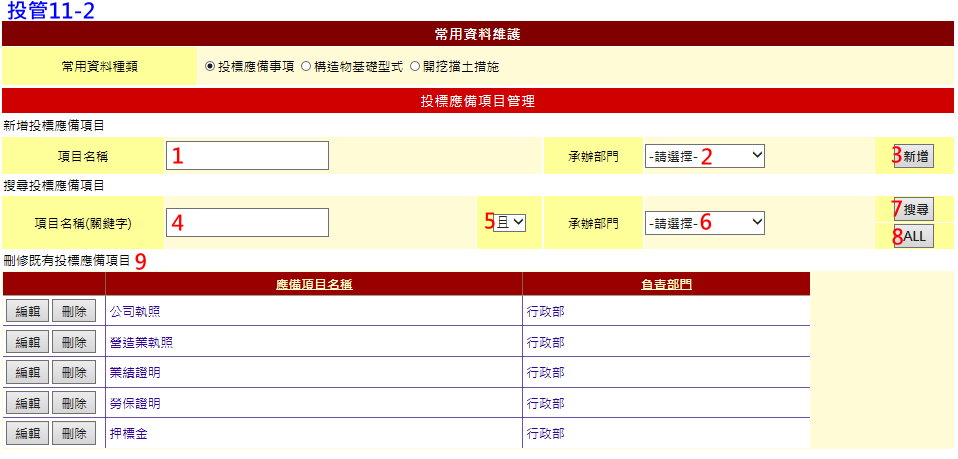 投管11-2
常用資料維護
常用資料種類 投標應備事項 構造物基礎型式 開挖擋土措施
投標應備項目管理
新增投標應備項目
項目名稱 1 承辦部門 -請選擇- 2 3 新增
搜尋投標應備項目
項目名稱(關鍵字) 4 5 且 承辦部門 -請選擇- 6 7 搜尋
8 ALL
刪修既有投標應備項目 9
應備項目名稱 負責部門
編輯 刪除 公司執照 行政部
編輯 刪除 營造業執照 行政部
編輯 刪除 業績證明 行政部
編輯 刪除 勞保證明 行政部
編輯 刪除 押標金 行政部